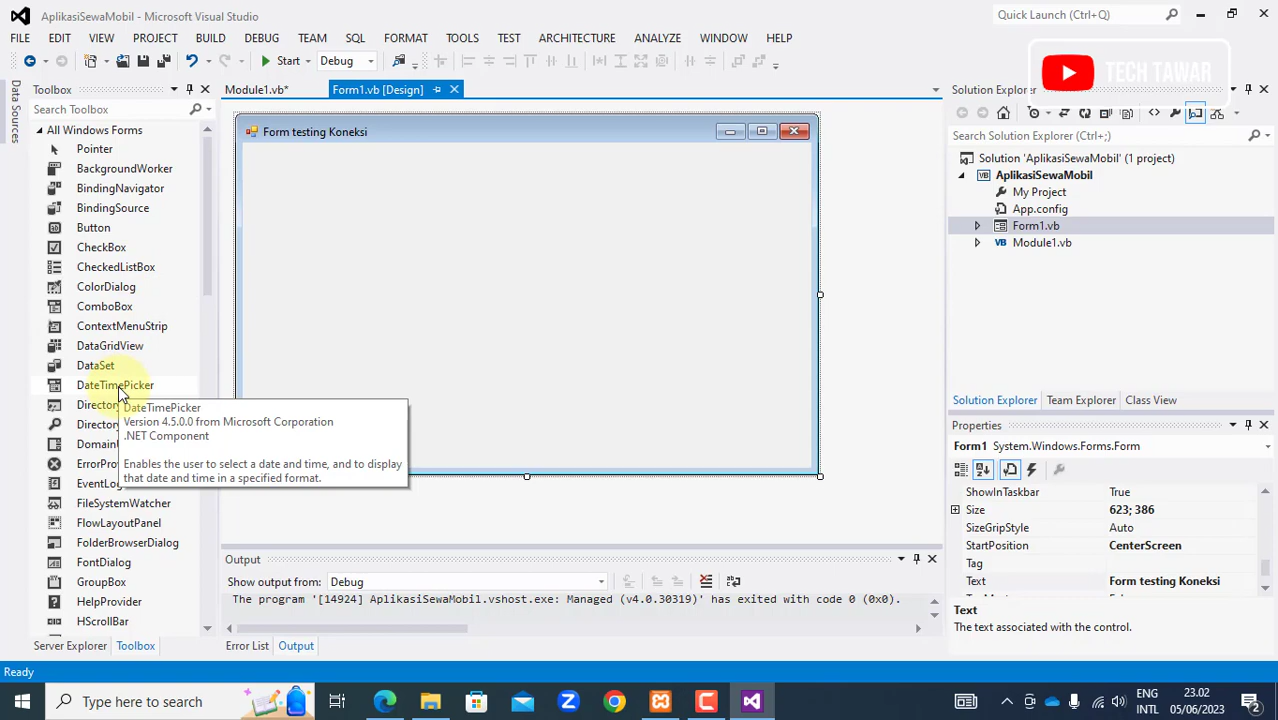 AplikasiSewaMobil - Microsoft Visual Studio
Quick Launch (Ctrl+Q)
FILE EDIT VIEW PROJECT BUILD DEBUG TEAM SQL FORMAT TOOLS TEST ARCHITECTURE ANALYZE WINDOW HELP
Start Debug
TECH TAWAR
Data Sources
Toolbox
Search Toolbox
All Windows Forms
Pointer
BackgroundWorker
BindingNavigator
BindingSource
Button
CheckBox
CheckedListBox
ColorDialog
ComboBox
ContextMenuStrip
DataGridView
DataSet
DateTimePicker
Directory
Directory
DomainU
ErrorPro
EventLog
FileSystemWatcher
FlowLayoutPanel
FolderBrowserDialog
FontDialog
GroupBox
HelpProvider
HScrollBar
Server Explorer Toolbox
DateTimePicker
Version 4.5.0.0 from Microsoft Corporation
.NET Component
Enables the user to select a date and time, and to display
that date and time in a specified format.
Module1.vb* Form1.vb [Design]
Form testing Koneksi
Output
Show output from: Debug
The program '[14924] AplikasiSewaMobil.vshost.exe: Managed (v4.0.30319)' has exited with code 0 (0x0).
Error List Output
Solution Explorer
Search Solution Explorer (Ctrl+;)
Solution 'AplikasiSewaMobil' (1 project)
AplikasiSewaMobil
My Project
App.config
Form1.vb
Module1.vb
Solution Explorer Team Explorer Class View
Properties
Form1 System.Windows.Forms.Form
ShowInTaskbar True
Size 623; 386
SizeGripStyle Auto
StartPosition CenterScreen
Tag
Text Form testing Koneksi
Text
The text associated with the control.
Ready
Type here to search
ENG
INTL
23.02
05/06/2023
2